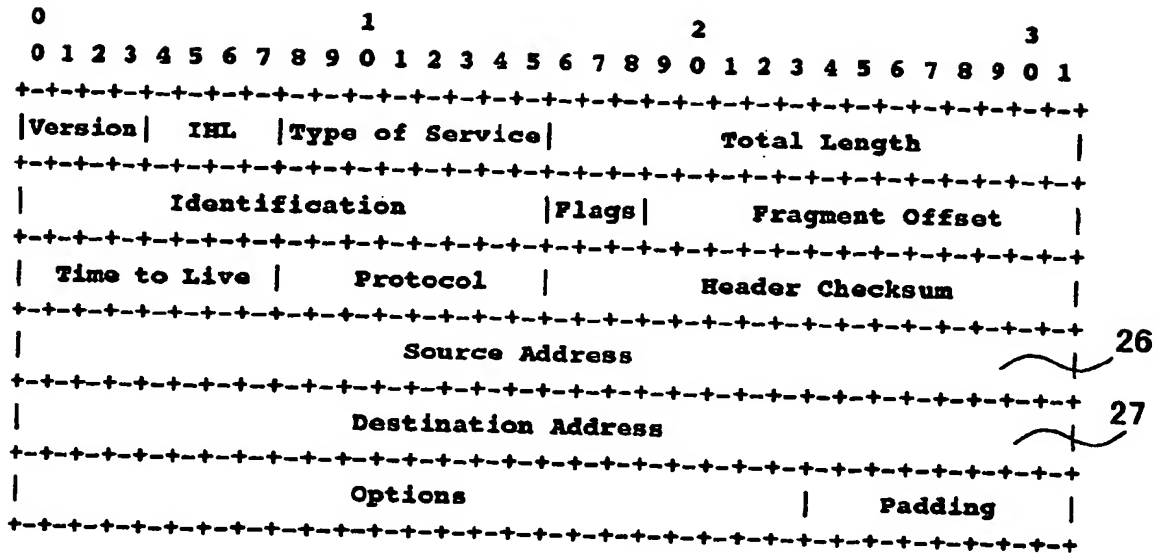 0 1 2 3
0 1 2 3 4 5 6 7 8 9 0 1 2 3 4 5 6 7 8 9 0 1 2 3 4 5 6 7 8 9 0 1
+-+-+-+-+-+-+-+-+-+-+-+-+-+-+-+-+-+-+-+-+-+-+-+-+-+-+-+-+-+-+-+-+
|Version| IHL |Type of Service| Total Length |
+-+-+-+-+-+-+-+-+-+-+-+-+-+-+-+-+-+-+-+-+-+-+-+-+-+-+-+-+-+-+-+-+
| Identification |Flags| Fragment Offset |
+-+-+-+-+-+-+-+-+-+-+-+-+-+-+-+-+-+-+-+-+-+-+-+-+-+-+-+-+-+-+-+-+
| Time to Live | Protocol | Header Checksum |
+-+-+-+-+-+-+-+-+-+-+-+-+-+-+-+-+-+-+-+-+-+-+-+-+-+-+-+-+-+-+-+-+
| Source Address | 26
+-+-+-+-+-+-+-+-+-+-+-+-+-+-+-+-+-+-+-+-+-+-+-+-+-+-+-+-+-+-+-+-+
| Destination Address | 27
+-+-+-+-+-+-+-+-+-+-+-+-+-+-+-+-+-+-+-+-+-+-+-+-+-+-+-+-+-+-+-+-+
| Options | Padding |
+-+-+-+-+-+-+-+-+-+-+-+-+-+-+-+-+-+-+-+-+-+-+-+-+-+-+-+-+-+-+-+-+